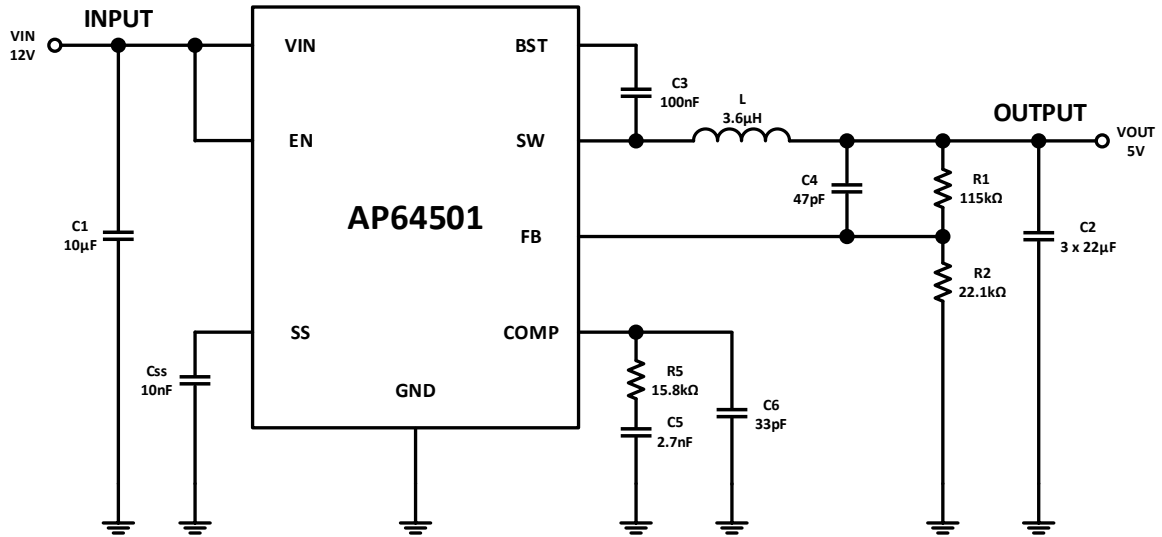 INPUT
VIN
12V
VIN
BST
C3
100nF
L
3.6µH
OUTPUT
VOUT
5V
EN
SW
C4
47pF
R1
115kΩ
AP64501
C1
10µF
FB
C2
3 x 22µF
R2
22.1kΩ
SS
COMP
Css
10nF
GND
R5
15.8kΩ
C6
33pF
C5
2.7nF